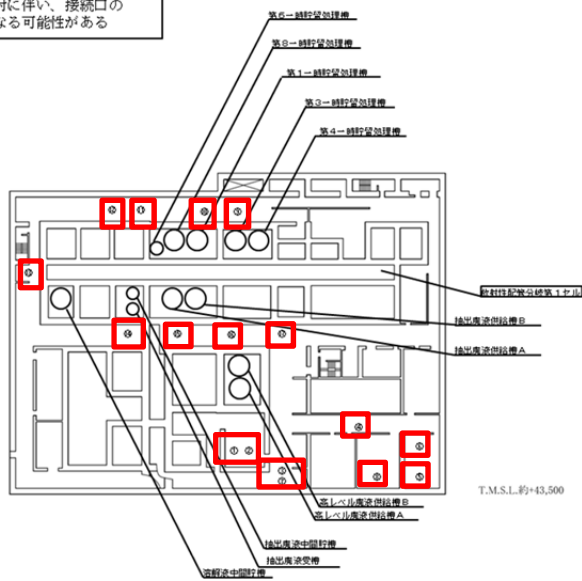 討に伴い、接続口の
なる可能性がある
第6一時貯留処理槽
第8一時貯留処理槽
第1一時貯留処理槽
第3一時貯留処理槽
第4一時貯留処理槽
放射性配管分岐第1セル
抽出廃液供給槽B
抽出廃液供給槽A
① ②
T.M.S.L.約+43,500
高レベル廃液供給槽B
高レベル廃液供給槽A
抽出廃液中間貯槽
抽出廃液受槽
溶解液中間貯槽